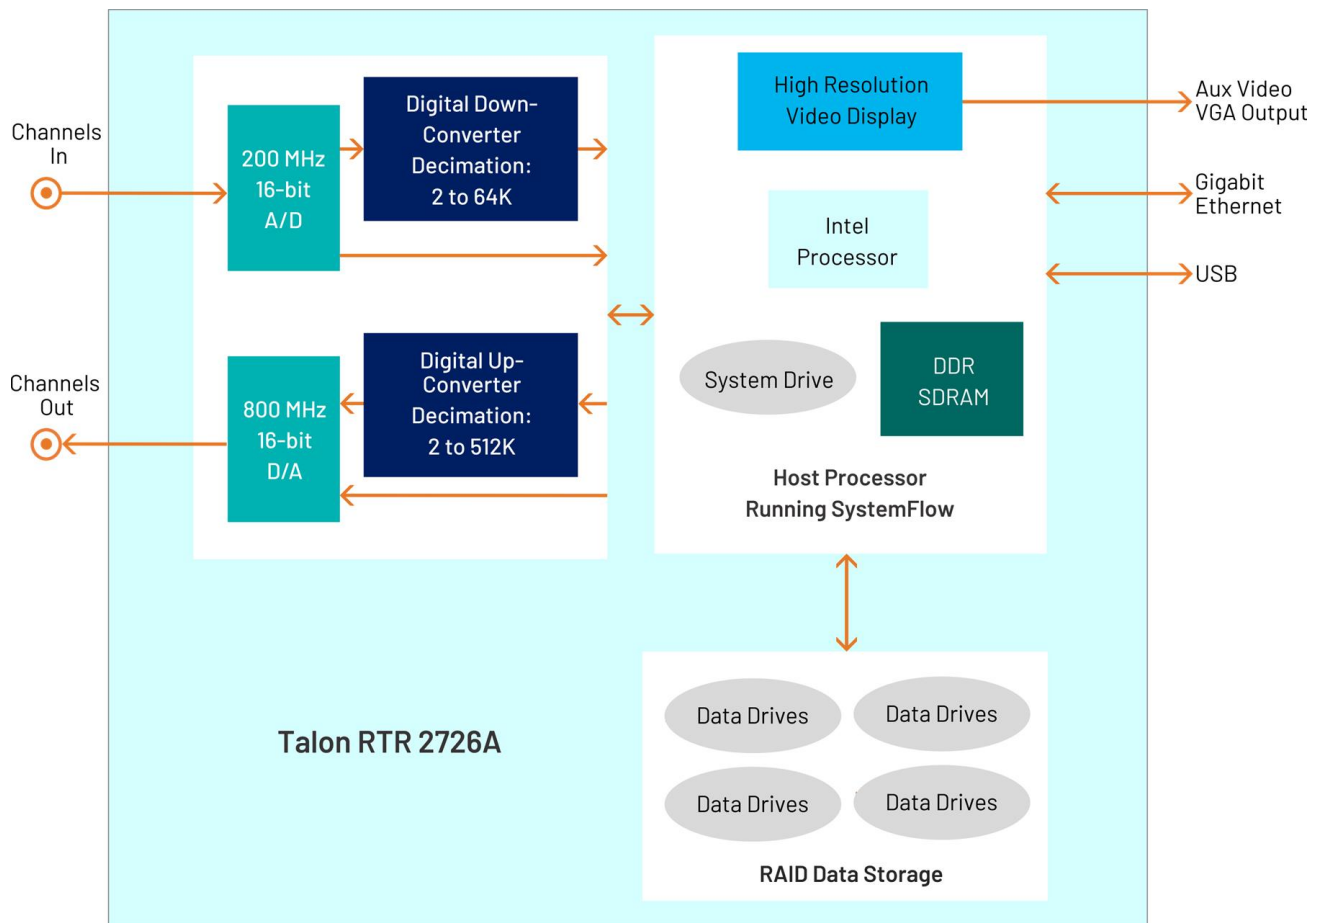 Channels
In
200 MHz
16-bit
A/D
Digital Down-
Converter
Decimation:
2 to 64K
Channels
Out
800 MHz
16-bit
D/A
Digital Up-
Converter
Decimation:
2 to 512K
High Resolution
Video Display
Intel
Processor
System Drive
DDR
SDRAM
Host Processor
Running SystemFlow
Aux Video
VGA Output
Gigabit
Ethernet
USB
Talon RTR 2726A
Data Drives
Data Drives
Data Drives
Data Drives
RAID Data Storage